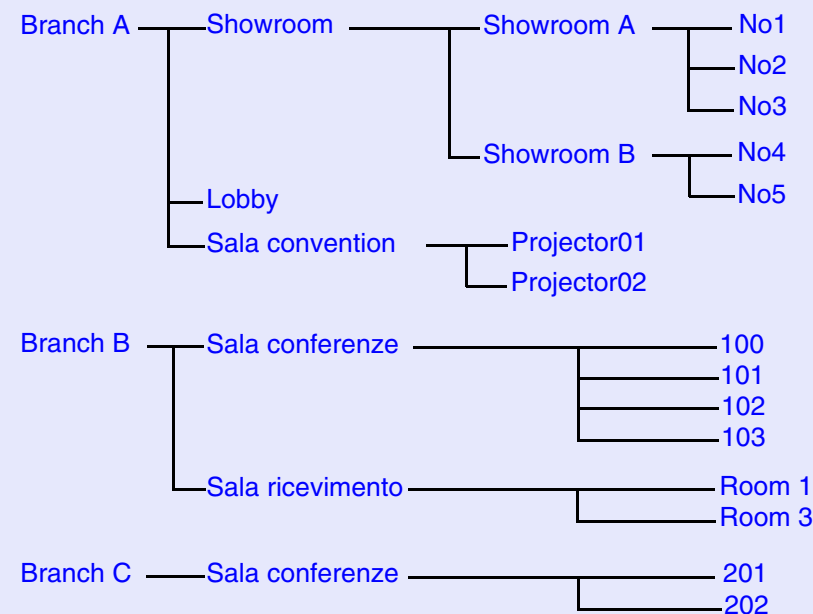 Branch A Showroom Showroom A No1
No2
No3
Showroom B No4
No5
Lobby
Sala convention Projector01
Projector02
Branch B Sala conferenze 100
101
102
103
Sala ricevimento Room 1
Room 3
Branch C Sala conferenze 201
202